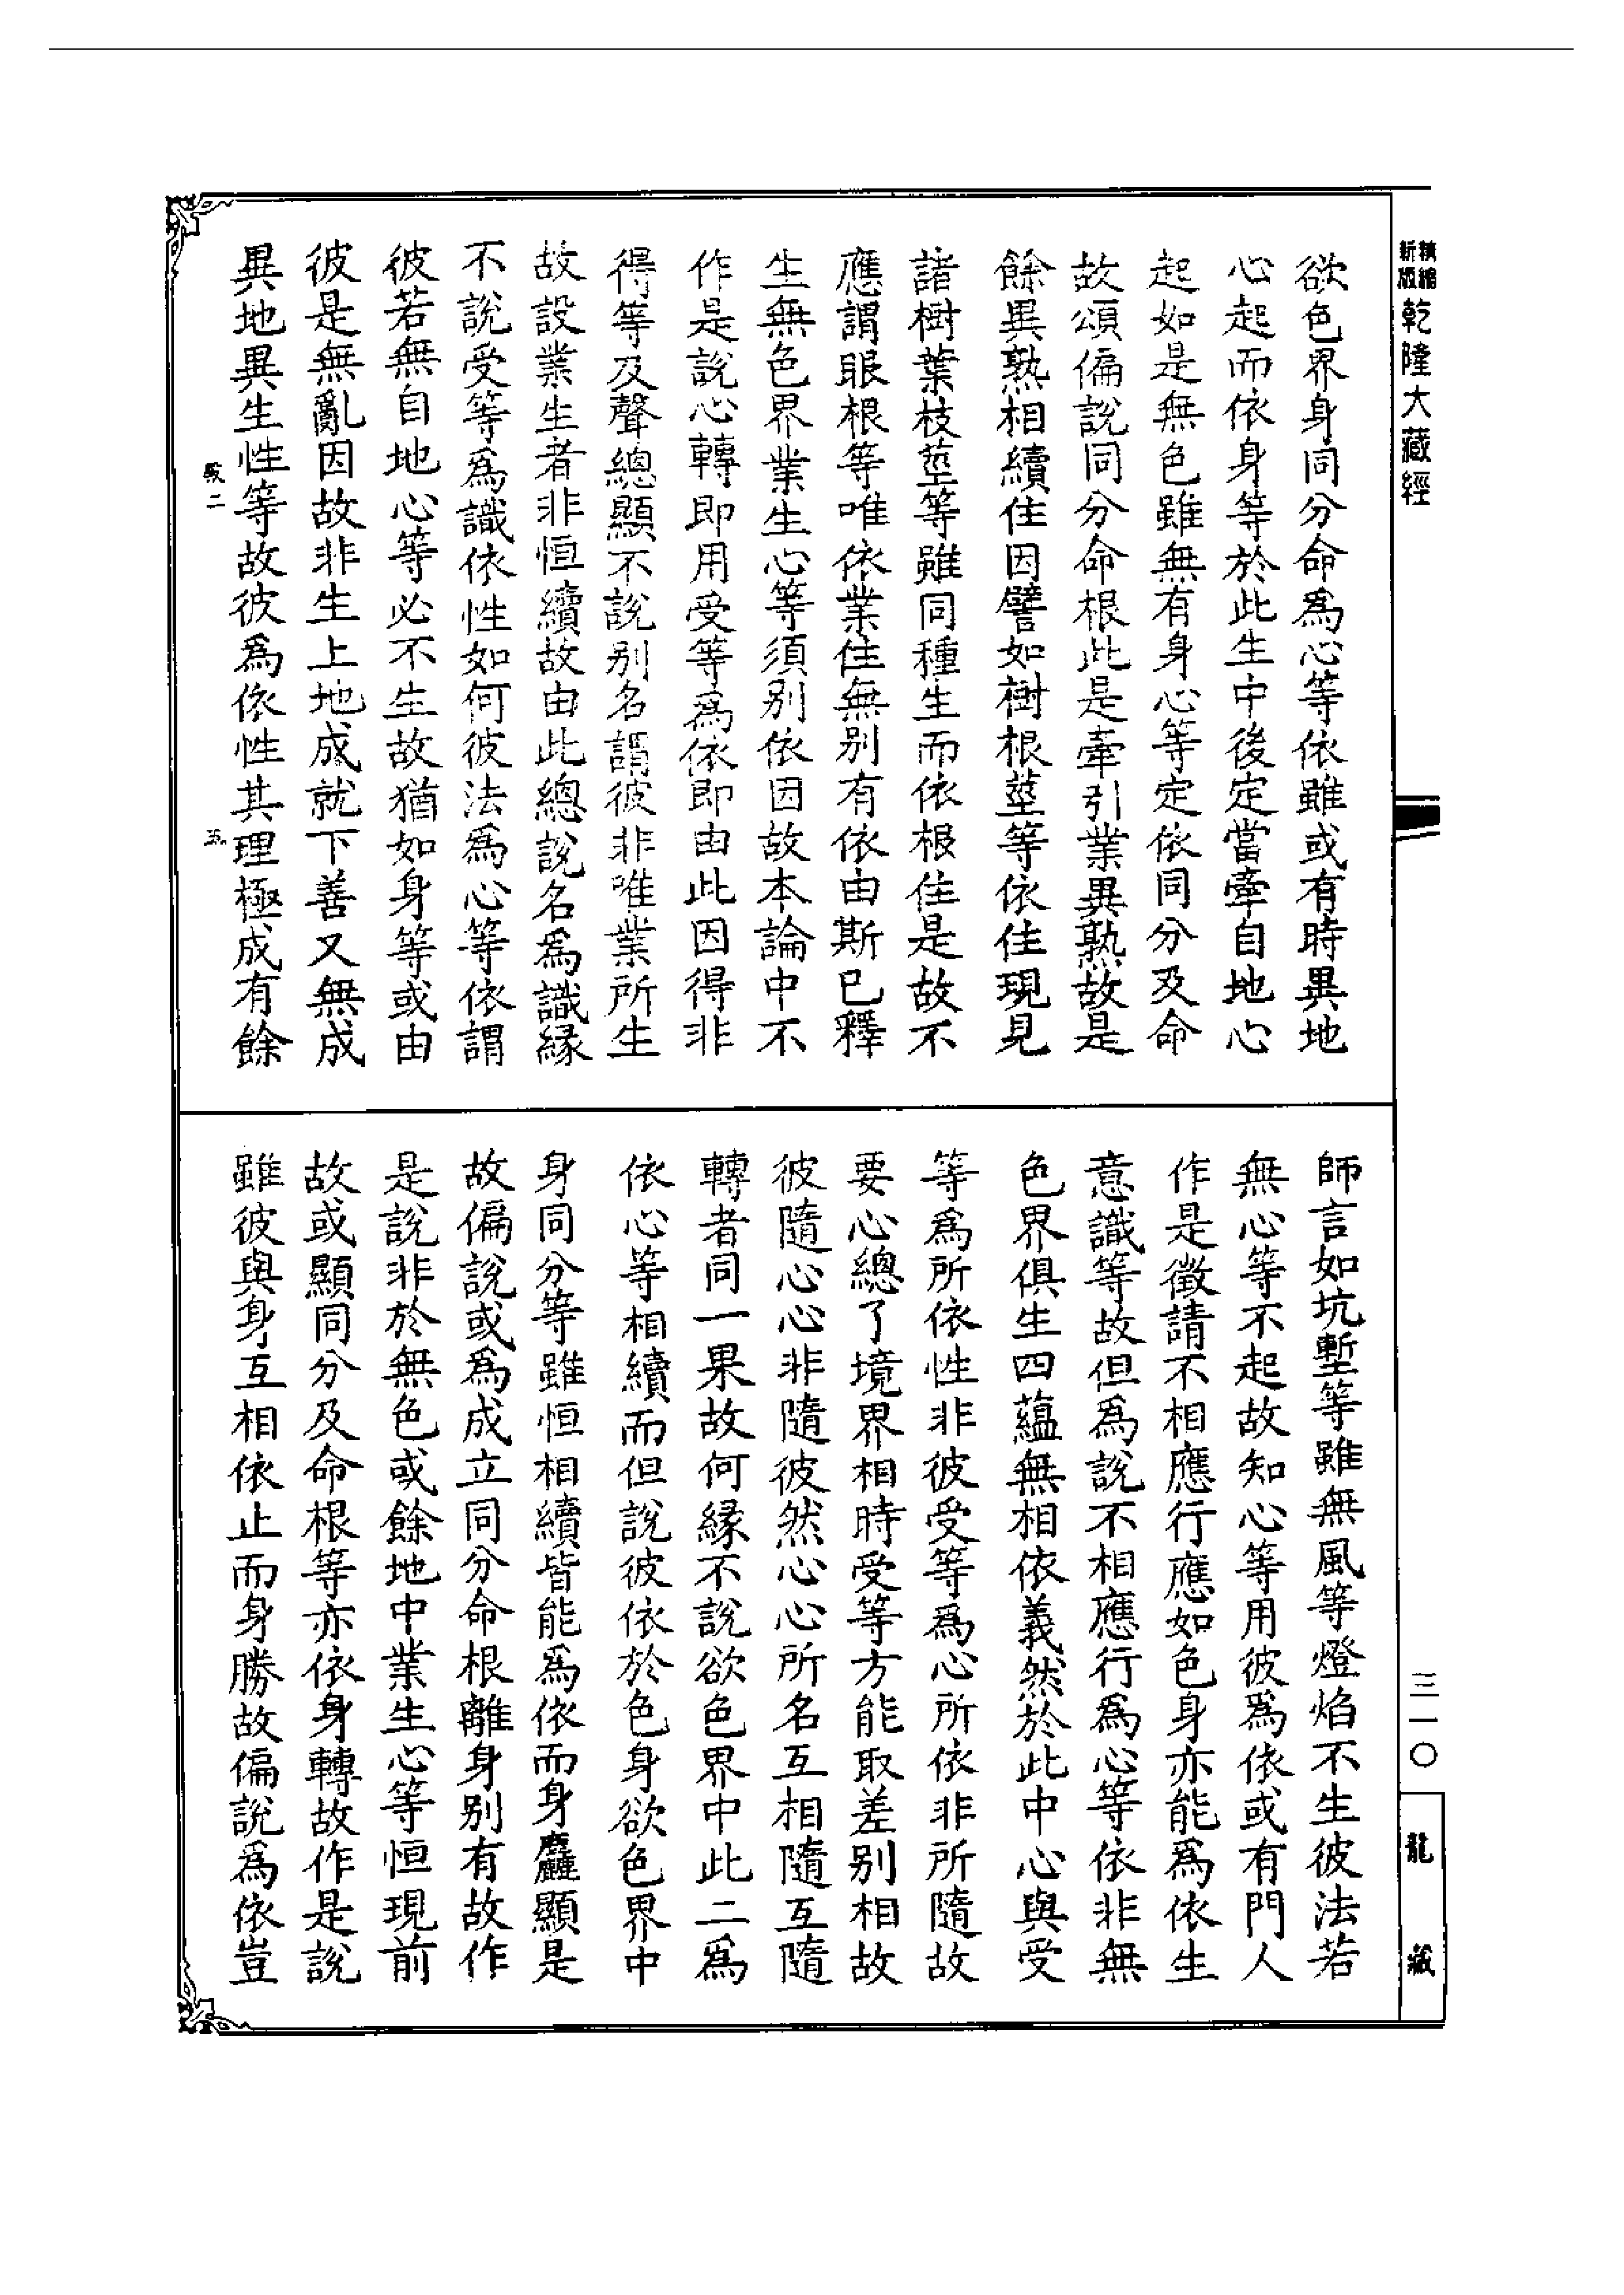 精編
新版
乾隆大藏經
欲色界身同分命爲心等依雖或有時異地
心起而依身等於此生中後定當牽自地心
起如是無色雖無有身心等定依同分及命
故頌偏說同分命根此是牽引業異熟故是
餘異熟相續住因譬如樹根莖等依住現見
諸樹葉枝莖等雖同種生而依根住是故不
應謂眼根等唯依業住無别有依由斯已釋
生無色界業生心等須别依因故本論中不
作是說心轉即用受等爲依即由此因得非
得等及聲總顯不說别名謂彼非唯業所生
故設業生者非恒續故由此總說名爲識緣
不說受等爲識依性如何彼法爲心等依謂
彼若無自地心等必不生故猶如身等或由
彼是無亂因故非生上地成就下善又無成
異地異生性等故彼爲依性其理極成有餘
二
五
師言如坑塹等雖無風等燈焰不生彼法若
無心等不起故知心等用彼爲依或有門人
作是徵請不相應行應如色身亦能爲依生
意識等故但爲說不相應行爲心等依非無
色界俱生四蘊無相依義然於此中心與受
等爲所依性非彼受等爲心所依非所隨故
要心總了境界相時受等方能取差别相故
彼隨心心非隨彼然心心所名互相隨互隨
轉者同一果故何緣不說欲色界中此二爲
依心等相續而但說彼依於色身欲色界中
身同分等雖恒相續皆能爲依而身麤顯是
故偏說或爲成立同分命根離身别有故作
是說非於無色或餘地中業生心等恒現前
故或顯同分及命根等亦依身轉故作是說
雖彼與身互相依止而身勝故偏說爲依豈
三一〇
龍藏